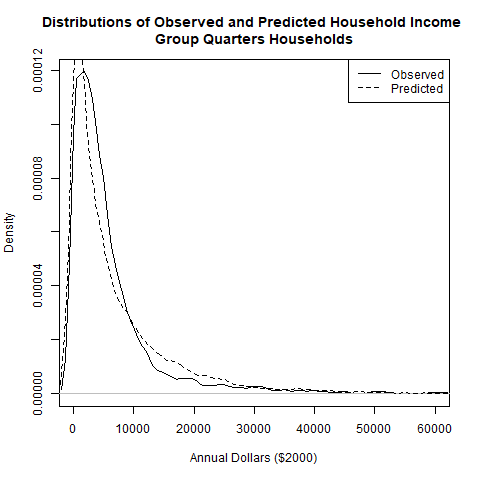 Distributions of Observed and Predicted Household Income
Group Quarters Households
Observed
Predicted
Density
0.00012
0.00008
0.00004
0.00000
0 10000 20000 30000 40000 50000 60000
Annual Dollars ($2000)